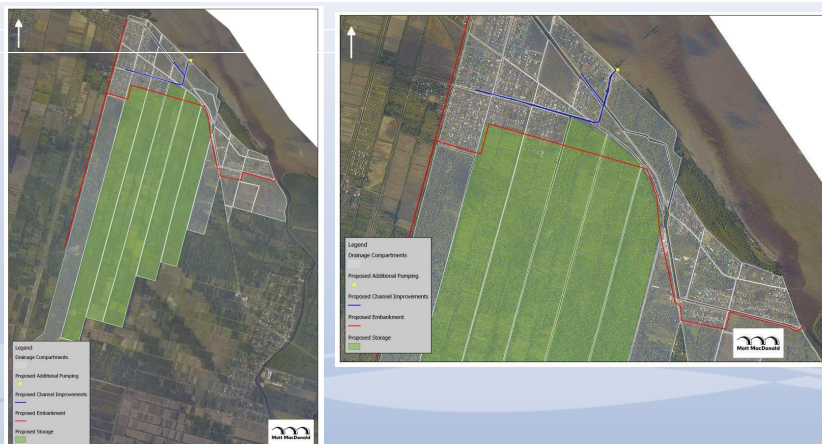 Legend
Drainage Compartments
Proposed Additional Pumping
Proposed Channel Improvements
Proposed Embankment
Proposed Storage
Mott MacDonald
Legend
Drainage Compartments
Proposed Additional Pumping
Proposed Channel Improvements
Proposed Embankment
Proposed Storage
Mott MacDonald